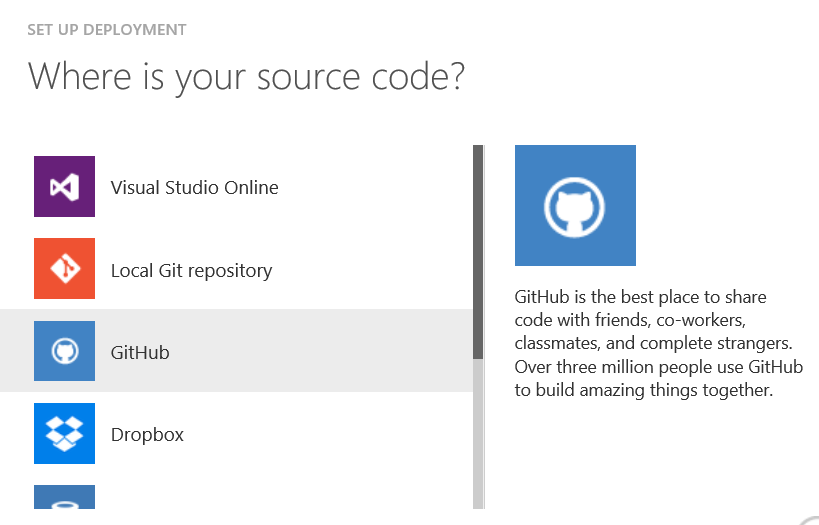 SET UP DEPLOYMENT
Where is your source code?
Visual Studio Online
Local Git repository
GitHub
Dropbox
GitHub is the best place to share
code with friends, co-workers,
classmates, and complete strangers.
Over three million people use GitHub
to build amazing things together.